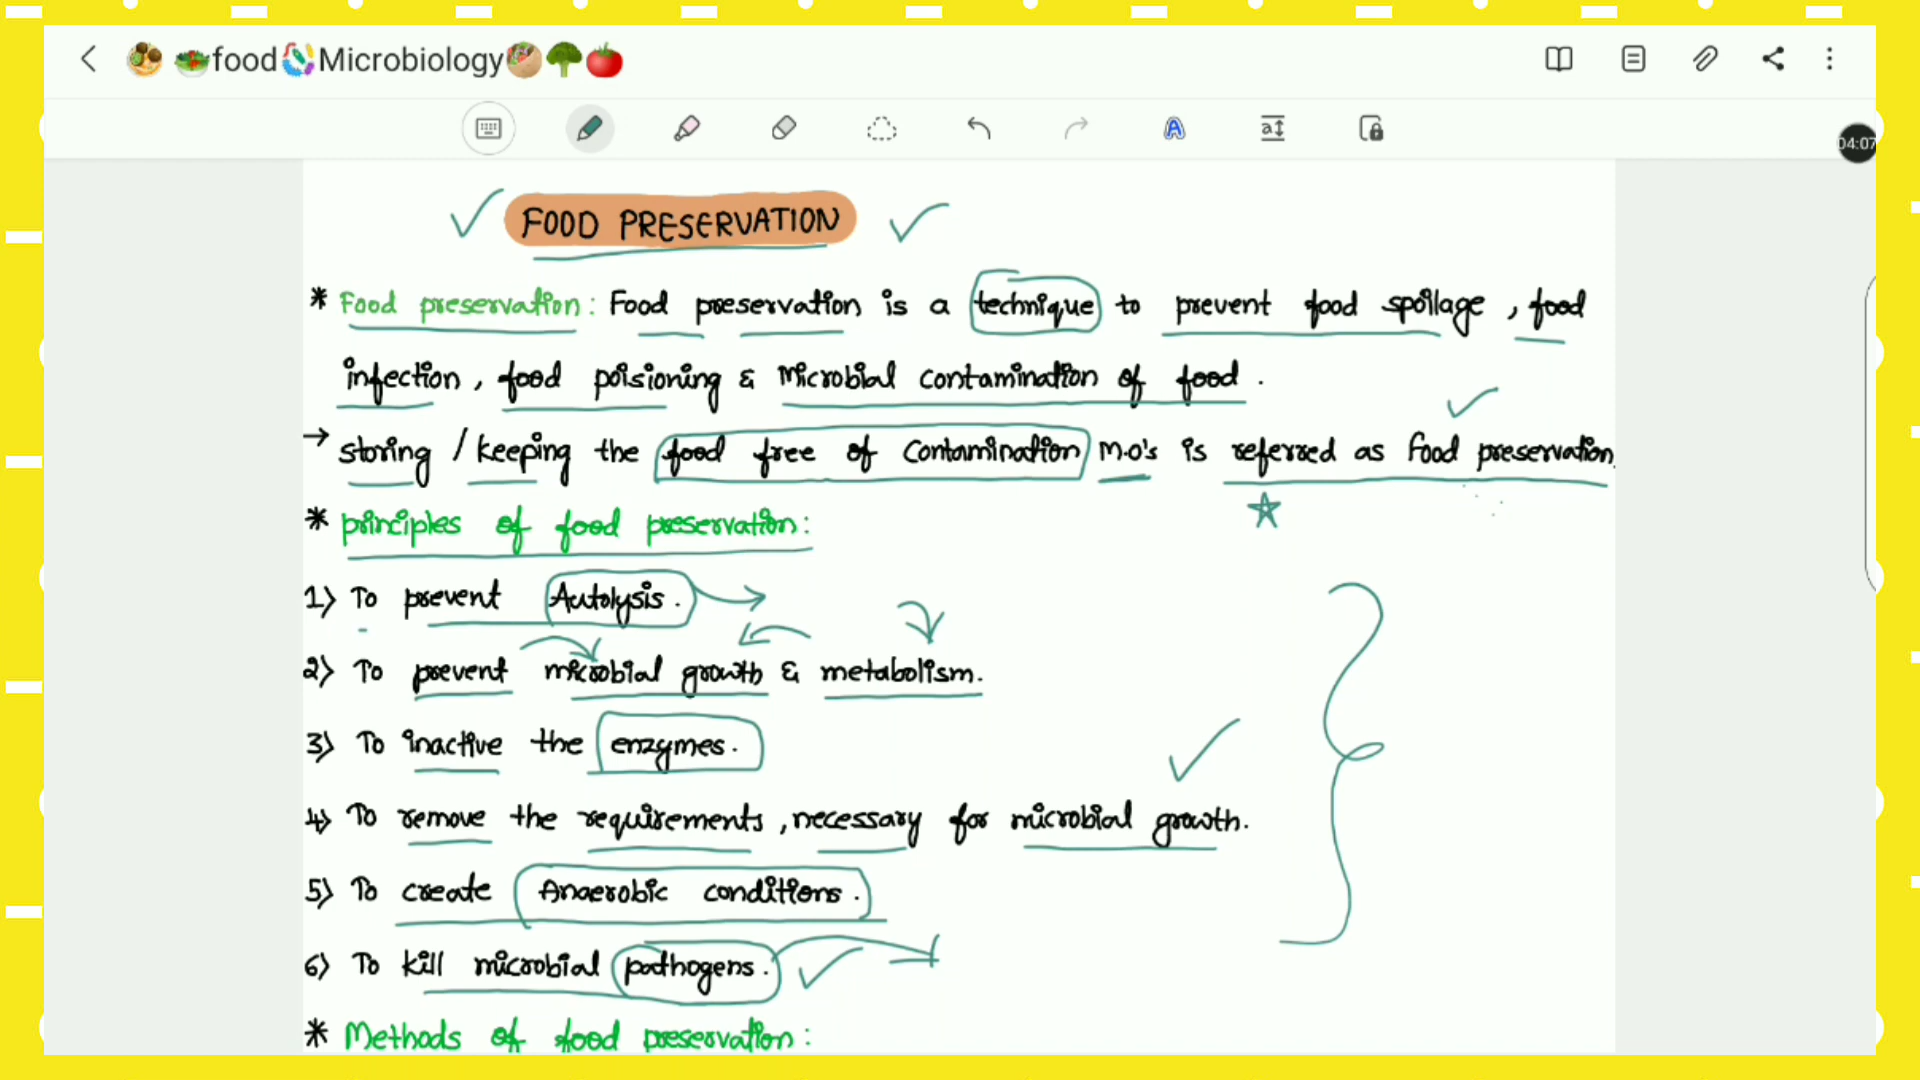 food Microbiology
04:07
FOOD PRESERVATION
* Food preservation: Food preservation is a technique to prevent food spoilage, food
infection, food poisioning & Microbial contamination of food.
→ storing / keeping the food free of contamination M.O's is referred as food preservation.
* principles of food preservation:
1) To prevent Autolysis.
2) To prevent microbial growth & metabolism.
3) To inactive the enzymes.
4) To remove the requirements, necessary for microbial growth.
5) To create Anaerobic conditions.
6) To kill microbial pathogens.
* Methods of food preservation: